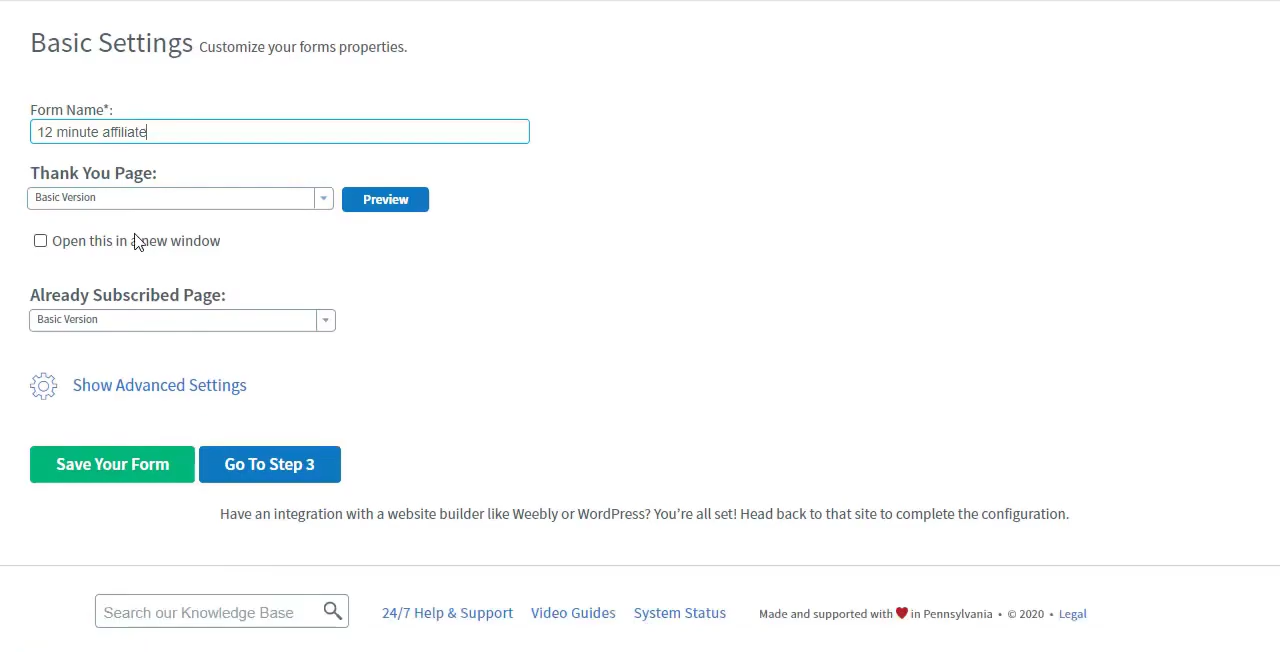 Basic Settings Customize your forms properties.
Form Name*:
12 minute affiliate
Thank You Page:
Basic Version
Preview
Open this in a new window
Already Subscribed Page:
Basic Version
Show Advanced Settings
Save Your Form Go To Step 3
Have an integration with a website builder like Weebly or WordPress? You're all set! Head back to that site to complete the configuration.
Search our Knowledge Base 24/7 Help & Support Video Guides System Status Made and supported with ❤ in Pennsylvania • © 2020 • Legal